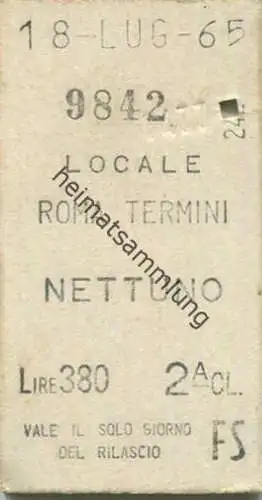 18-LUG-65
9842
LOCALE
ROMA TERMINI
NETTUNO
LIRE 380 2ᴬ CL.
VALE IL SOLO GIORNO
DEL RILASCIO FS
heimatsammlung.de